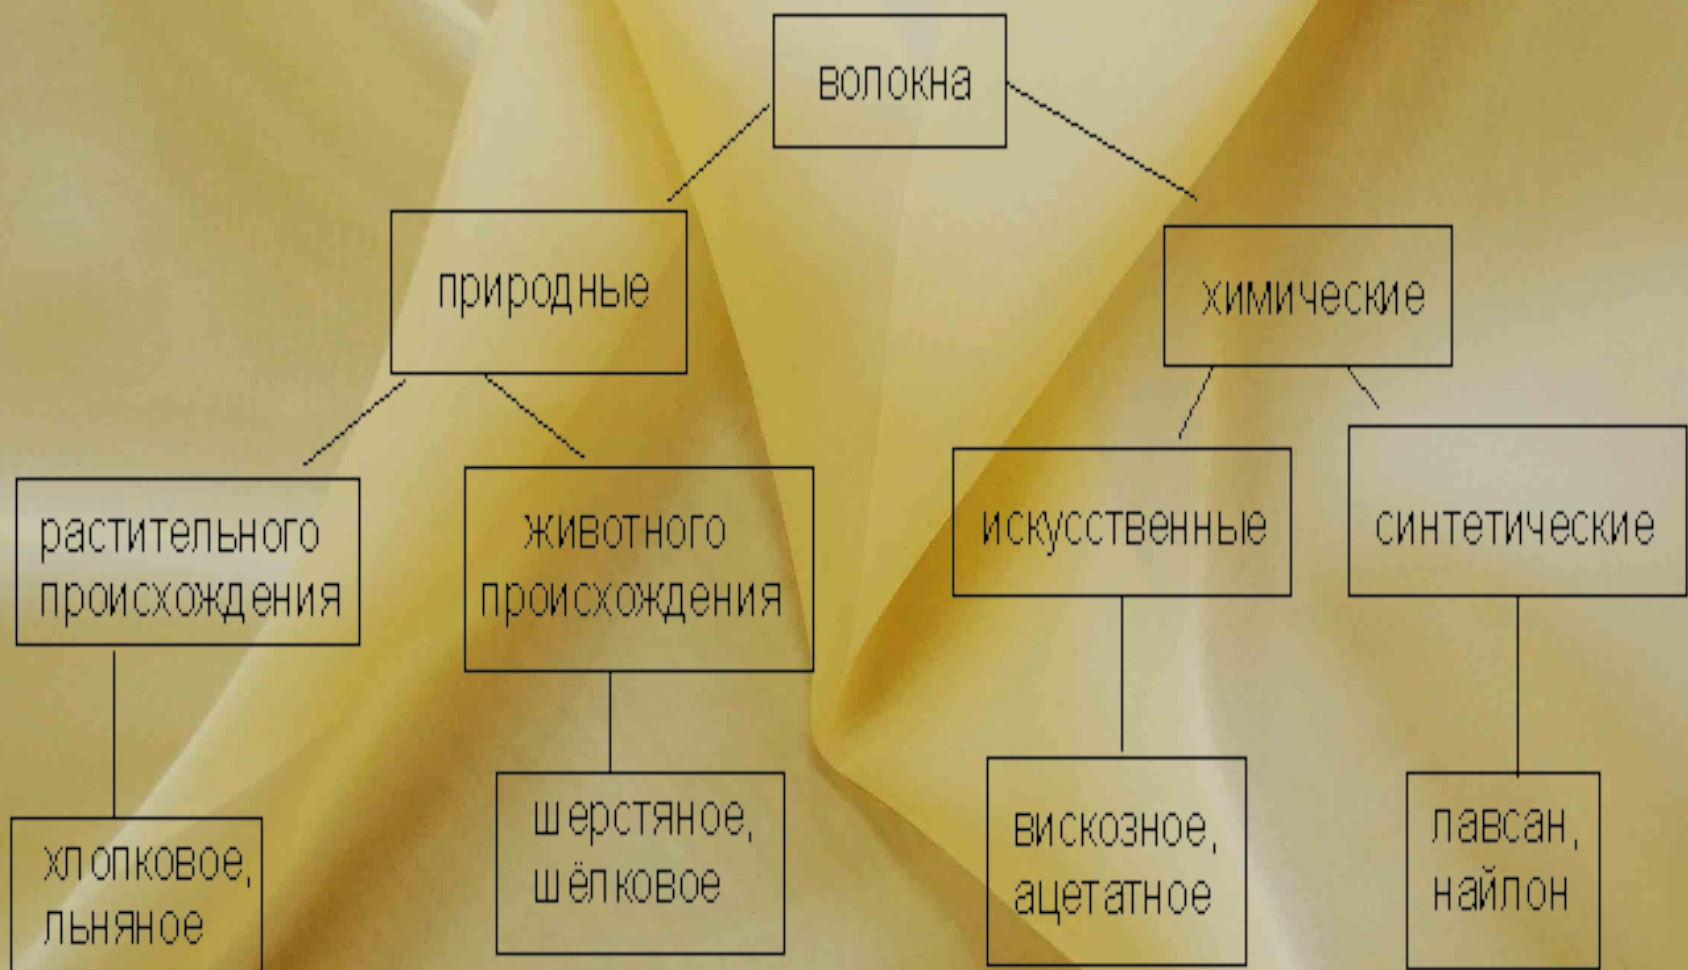 волокна
природные
химические
растительного
происхождения
животного
происхождения
искусственные
синтетические
хлопковое,
льняное
шерстяное,
шёлковое
вискозное,
ацетатное
лавсан,
найлон